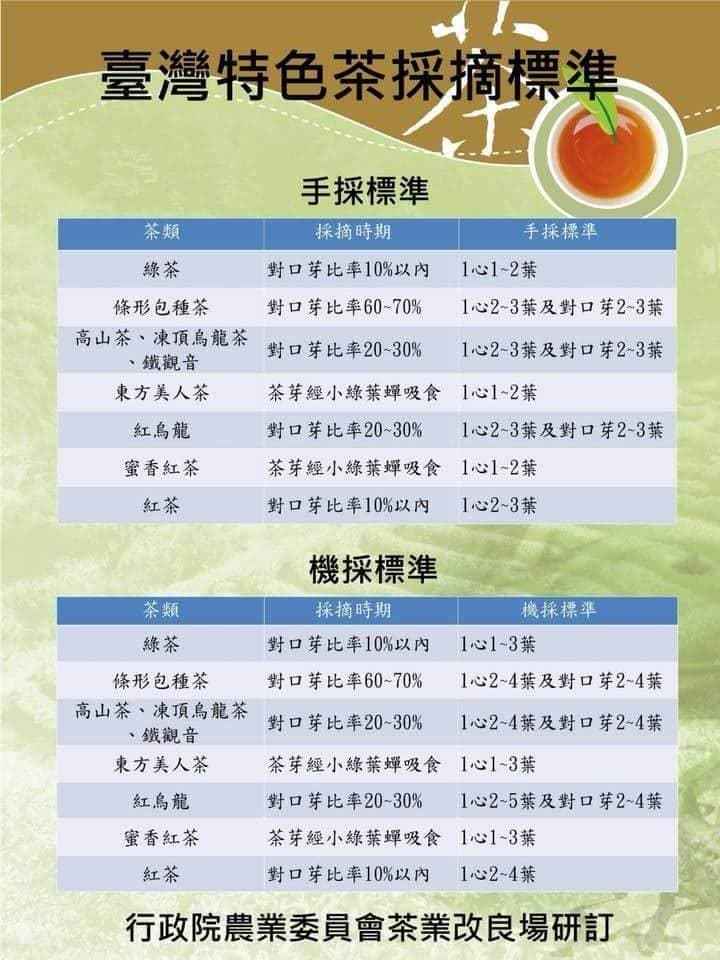 臺灣特色茶採摘標準
茶
手採標準
茶類 採摘時期 手採標準
綠茶 對口芽比率10%以內 1心1~2葉
條形包種茶 對口芽比率60~70% 1心2~3葉及對口芽2~3葉
高山茶、凍頂烏龍茶
、鐵觀音 對口芽比率20~30% 1心2~3葉及對口芽2~3葉
東方美人茶 茶芽經小綠葉蟬吸食 1心1~2葉
紅烏龍 對口芽比率20~30% 1心2~3葉及對口芽2~3葉
蜜香紅茶 茶芽經小綠葉蟬吸食 1心1~2葉
紅茶 對口芽比率10%以內 1心2~3葉
機採標準
茶類 採摘時期 機採標準
綠茶 對口芽比率10%以內 1心1~3葉
條形包種茶 對口芽比率60~70% 1心2~4葉及對口芽2~4葉
高山茶、凍頂烏龍茶
、鐵觀音 對口芽比率20~30% 1心2~4葉及對口芽2~4葉
東方美人茶 茶芽經小綠葉蟬吸食 1心1~3葉
紅烏龍 對口芽比率20~30% 1心2~5葉及對口芽2~4葉
蜜香紅茶 茶芽經小綠葉蟬吸食 1心1~3葉
紅茶 對口芽比率10%以內 1心2~4葉
行政院農業委員會茶業改良場研訂